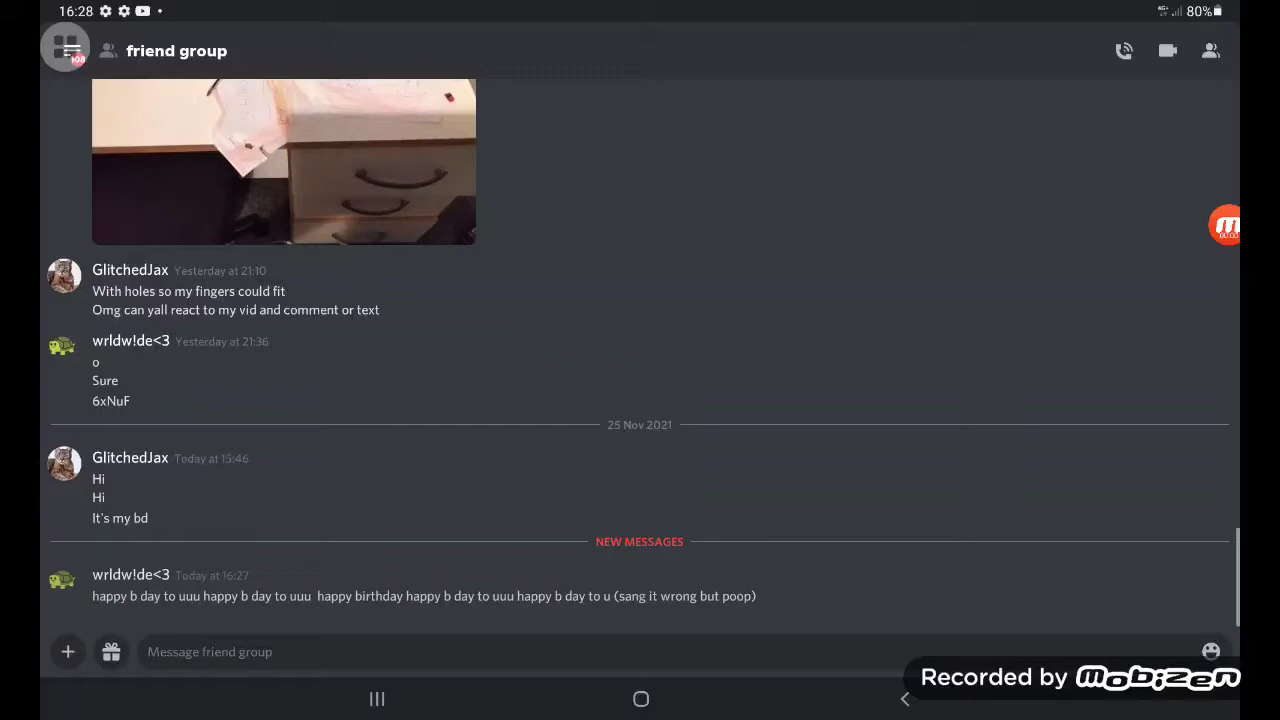 16:28
80%
108
friend group
GlitchedJax Yesterday at 21:10
With holes so my fingers could fit
Omg can yall react to my vid and comment or text
wrldw!de<3 Yesterday at 21:36
o
Sure
6xNuF
25 Nov 2021
GlitchedJax Today at 15:46
Hi
Hi
It's my bd
NEW MESSAGES
wrldw!de<3 Today at 16:27
happy b day to uuu happy b day to uuu  happy birthday happy b day to uuu happy b day to u (sang it wrong but poop)
Message friend group
Recorded by mobizen